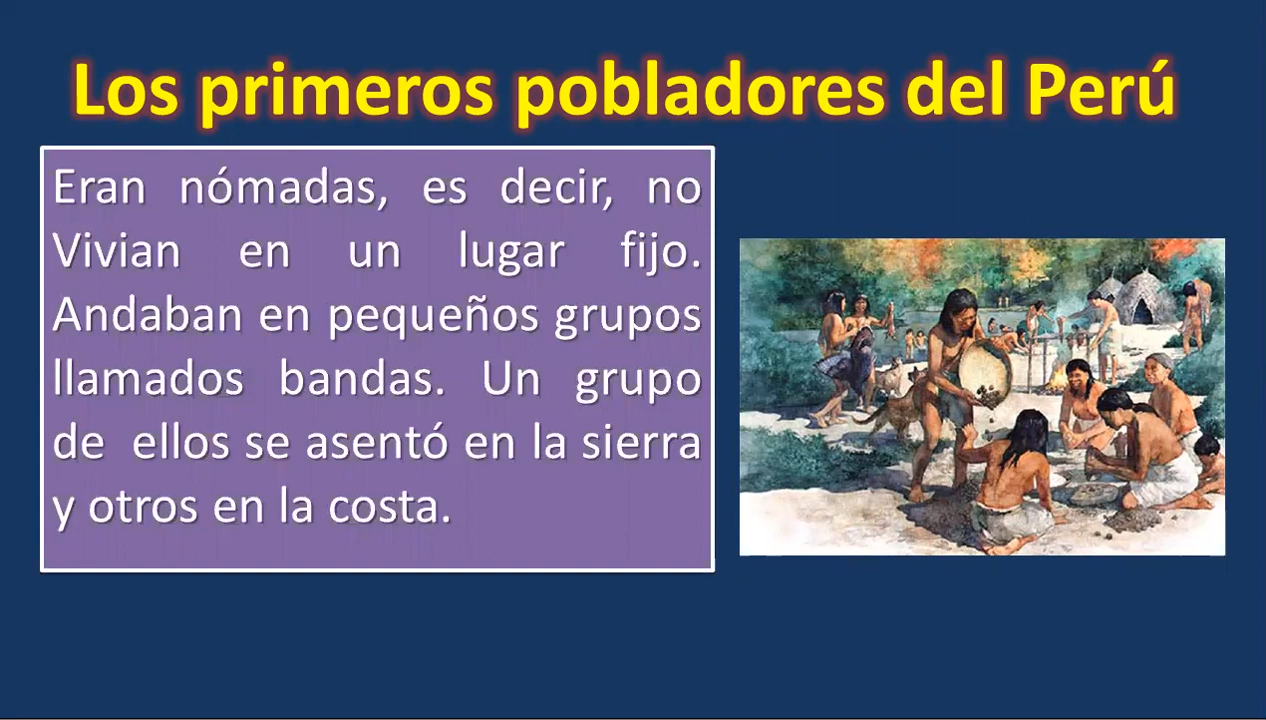 Los primeros pobladores del Perú
Eran nómadas, es decir, no
Vivian en un lugar fijo.
Andaban en pequeños grupos
llamados bandas. Un grupo
de ellos se asentó en la sierra
y otros en la costa.